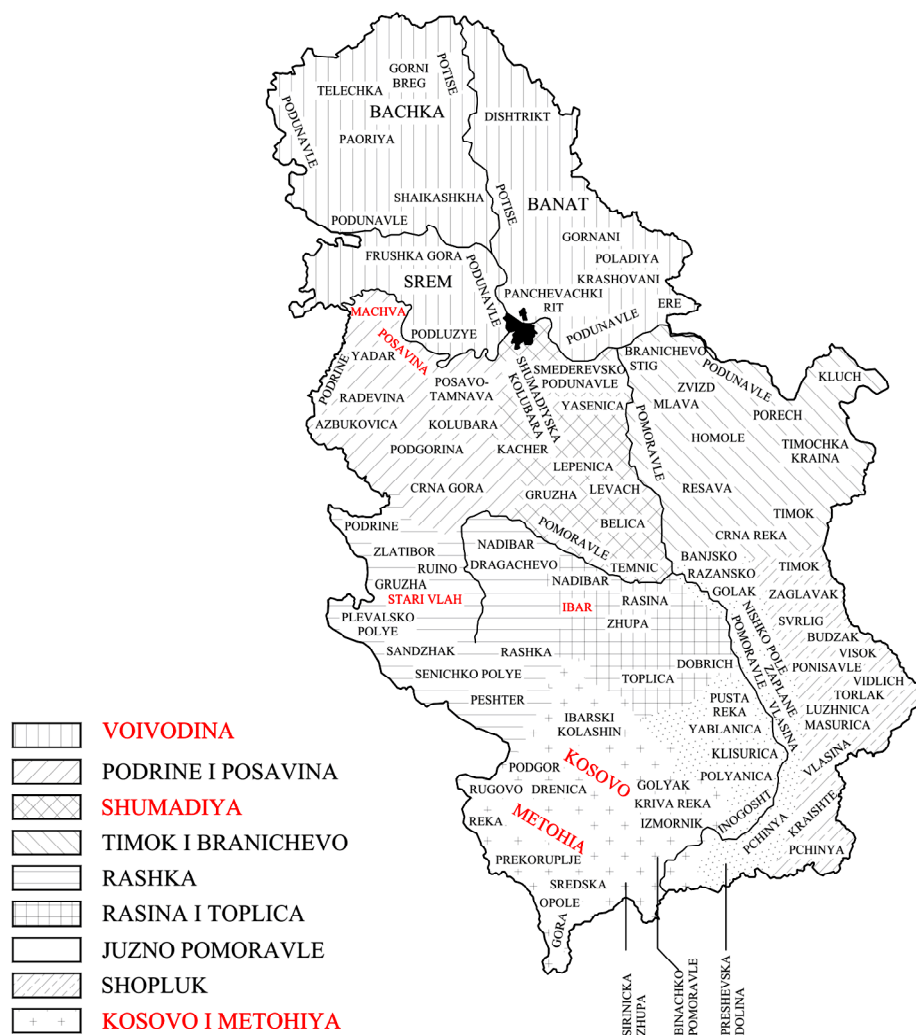 GORNI
BREG
POTISE
TELECHKA
PODUNAVLE
BACHKA
DISHTRIKT
PAORIYA
SHAIKASHKHA
POTISE
BANAT
PODUNAVLE
GORNANI
FRUSHKA GORA
POLADIYA
SREM
PODUNAVLE
KRASHOVANI
PANCHEVACHKI
RIT
ERE
MACHVA
PODLUZYE
PODUNAVLE
POSAVINA
YADAR
PODRINE
BRANICHEVO
STIG
PODUNAVLE
KLUCH
SMEDEREVSKO
PODUNAVLE
SHUMADIYSKA
KOLUBARA
POSAVO-
TAMNAVA
ZVIZD
MLAVA
RADEVINA
YASENICA
PORECH
AZBUKOVICA
KOLUBARA
POMORAVLE
HOMOLE
TIMOCHKA
KRAINA
PODGORINA
KACHER
LEPENICA
CRNA GORA
GRUZHA
LEVACH
RESAVA
PODRINE
POMORAVLE
BELICA
TIMOK
CRNA REKA
NADIBAR
ZLATIBOR
DRAGACHEVO
TEMNIC
BANJSKO
RUINO
NADIBAR
RAZANSKO
TIMOK
GRUZHA
GOLAK
ZAGLAVAK
STARI VLAH
IBAR
RASINA
PLEVALSKO
POLYE
ZHUPA
NISHKO POLE
SVRLIG
BUDZAK
SANDZHAK
RASHKA
POMORAVLE
ZAPLANE
VISOK
PONISAVLE
SENICHKO POLYE
DOBRICH
TOPLICA
VIDLICH
TORLAK
PESHTER
PUSTA
REKA
VLASINA
LUZHNICA
MASURICA
IBARSKI
KOLASHIN
YABLANICA
KLISURICA
VLASINA
PODGOR
KOSOVO
POLYANICA
RUGOVO
DRENICA
GOLYAK
KRIVA REKA
REKA
METOHIA
IZMORNIK
INOGOSHT
KRAISHTE
PCHINYA
PCHINYA
PREKORUPLJE
SREDSKA
OPOLE
GORA
SIRINICKA
ZHUPA
BINACHKO
POMORAVLE
PRESHEVSKA
DOLINA
VOIVODINA
PODRINE I POSAVINA
SHUMADIYA
TIMOK I BRANICHEVO
RASHKA
RASINA I TOPLICA
JUZNO POMORAVLE
SHOPLUK
KOSOVO I METOHIYA